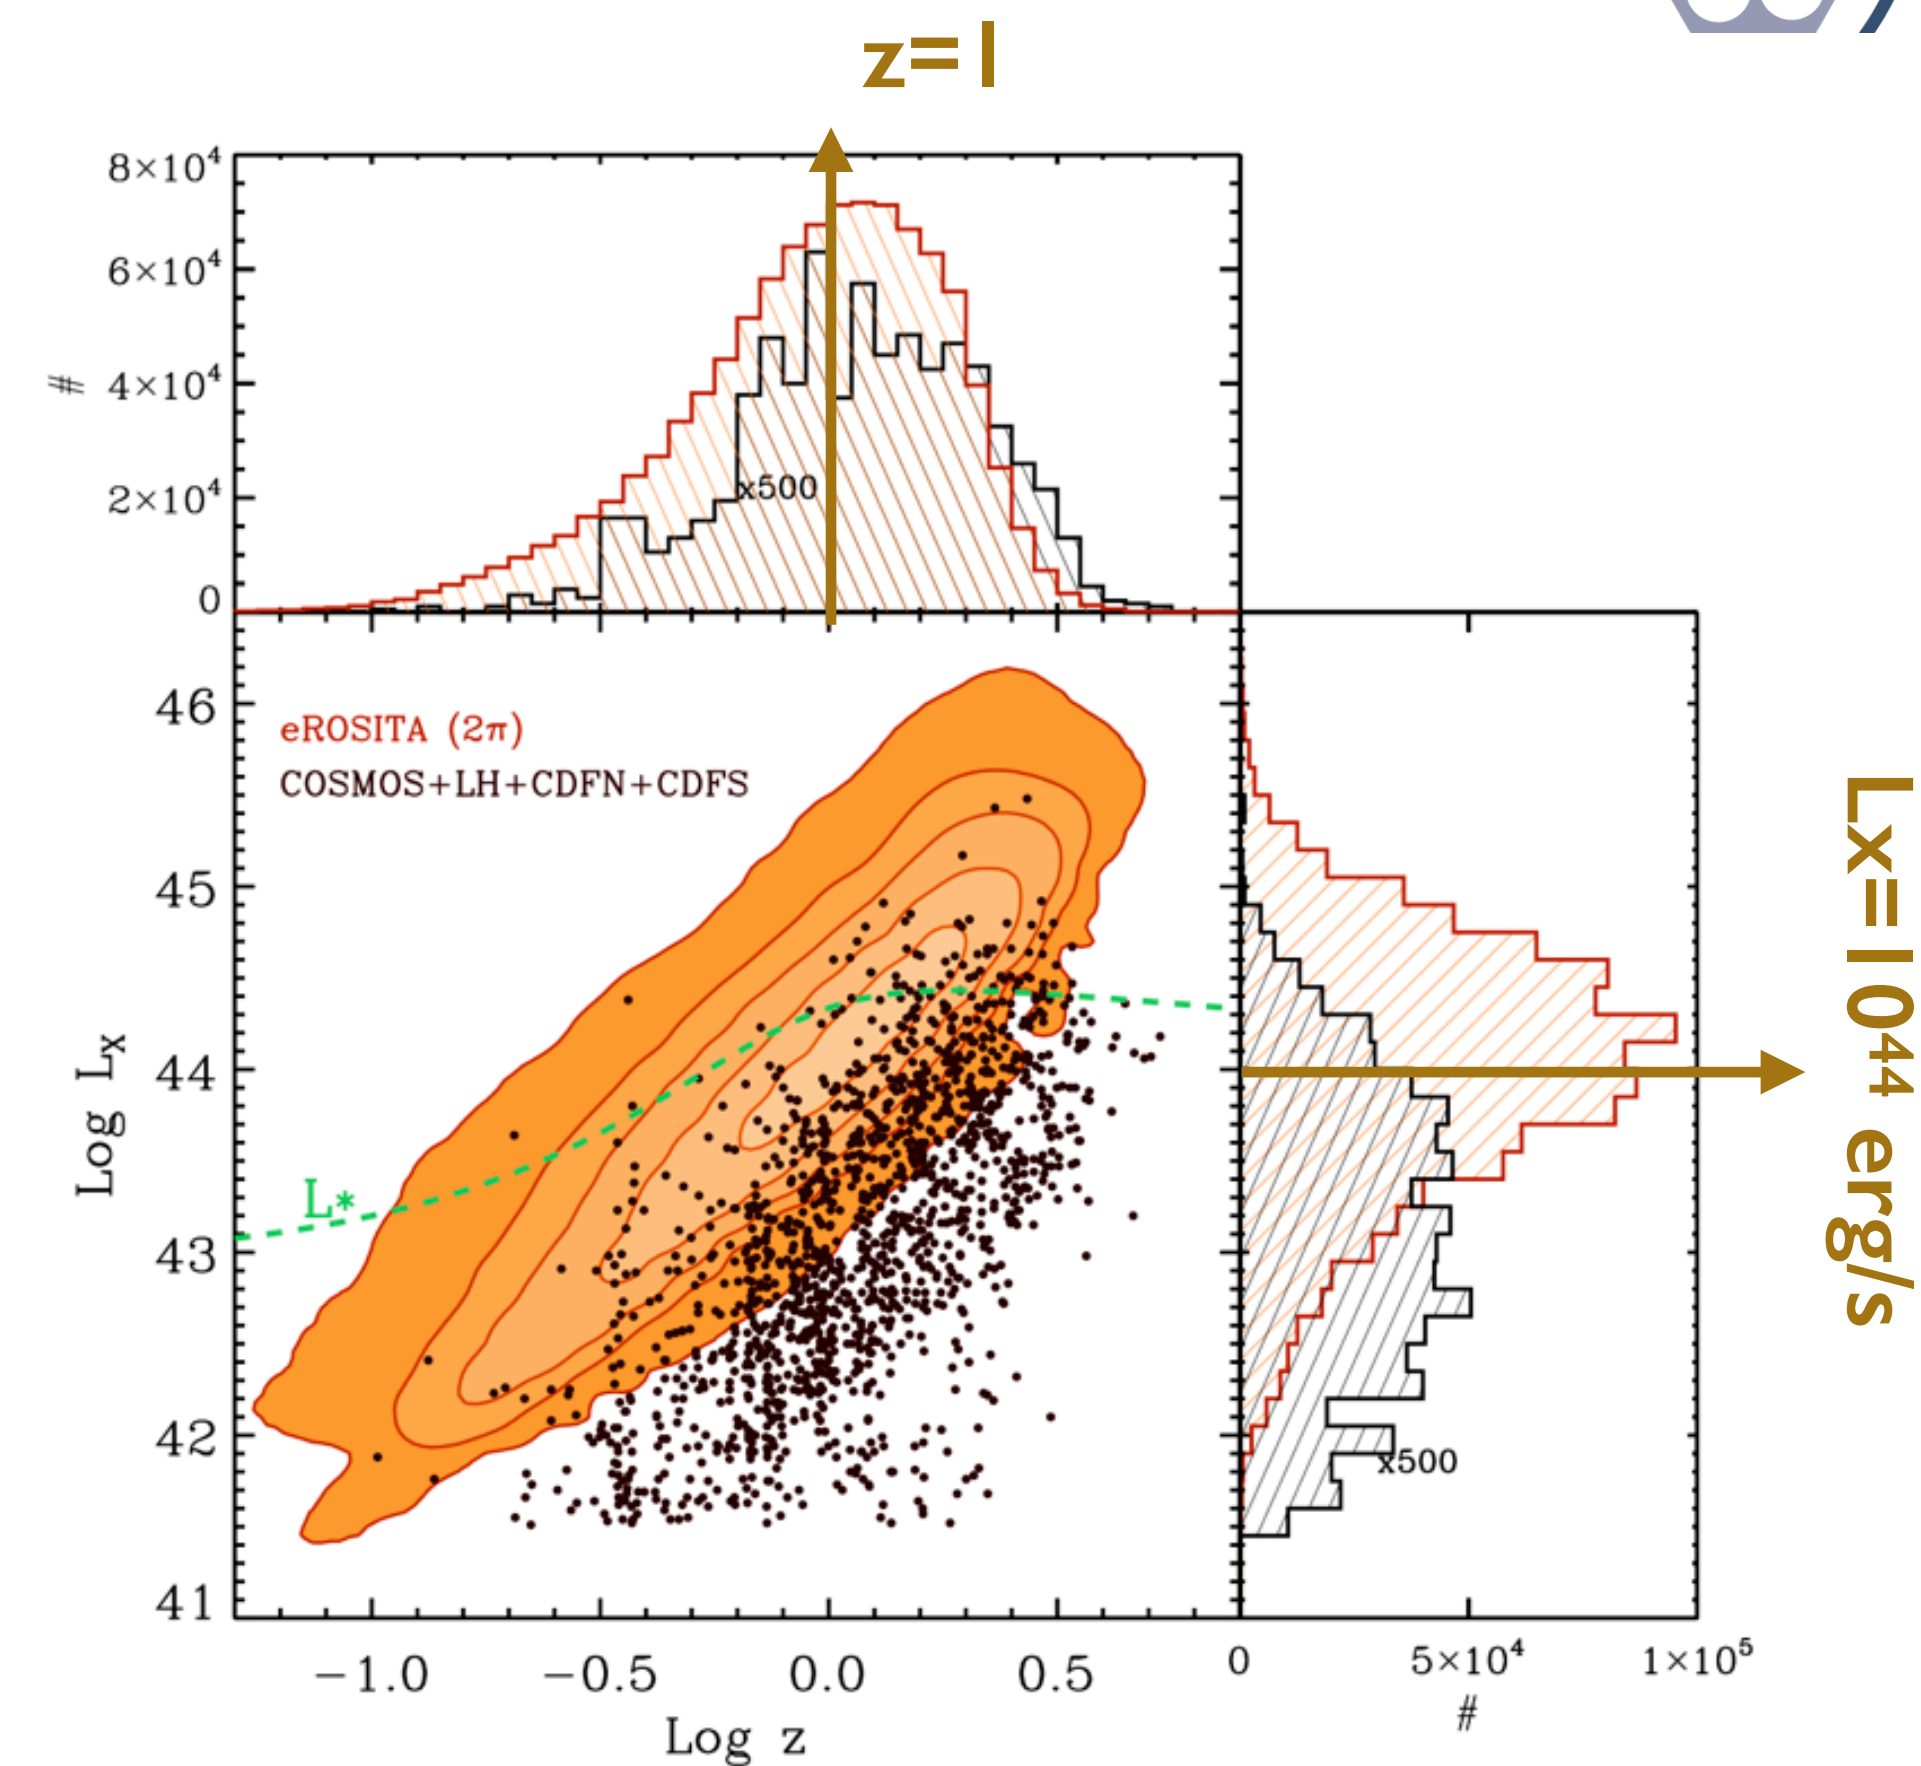 z=1
8×10⁴
6×10⁴
4×10⁴
2×10⁴
0
#
x500
46
45
44
43
42
41
Log Lx
eROSITA (2π)
COSMOS+LH+CDFN+CDFS
L*
−1.0 −0.5 0.0 0.5
Log z
x500
0 5×10⁴ 1×10⁵
#
Lx=10⁴⁴ erg/s